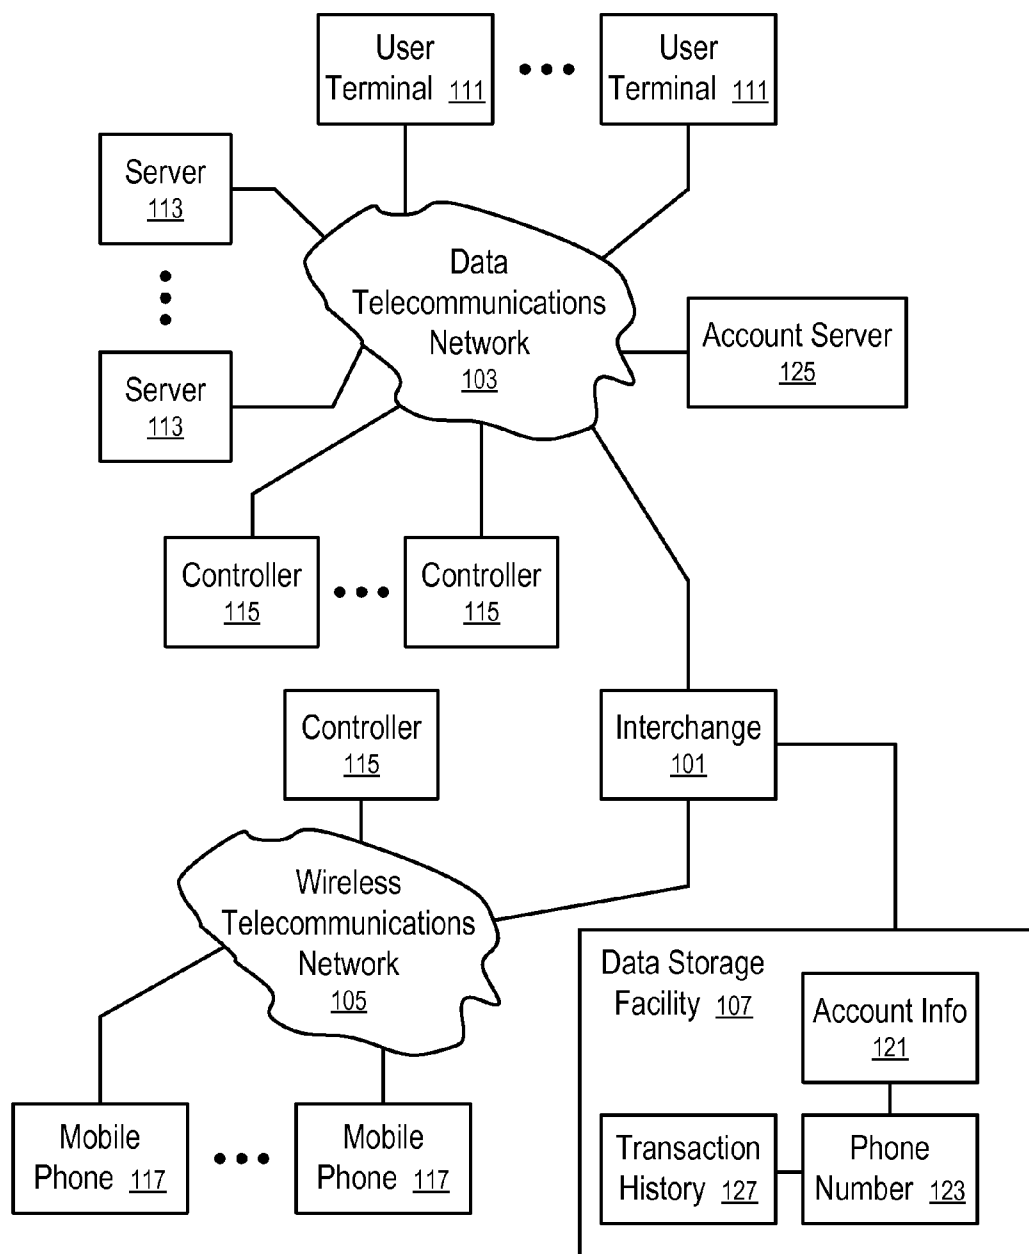 User
Terminal 111
User
Terminal 111
Server
113
Data
Telecommunications
Network
103
Account Server
125
Server
113
Controller
115
Controller
115
Controller
115
Interchange
101
Wireless
Telecommunications
Network
105
Data Storage
Facility 107
Account Info
121
Mobile
Phone 117
Mobile
Phone 117
Transaction
History 127
Phone
Number 123